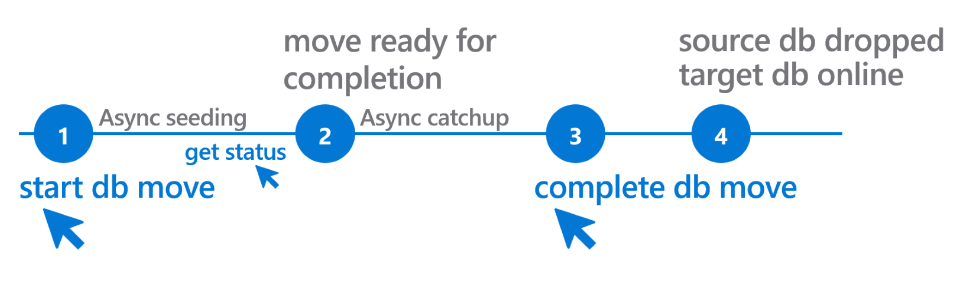 move ready for
completion
source db dropped
target db online
1
Async seeding
2
Async catchup
3
4
get status
start db move
complete db move